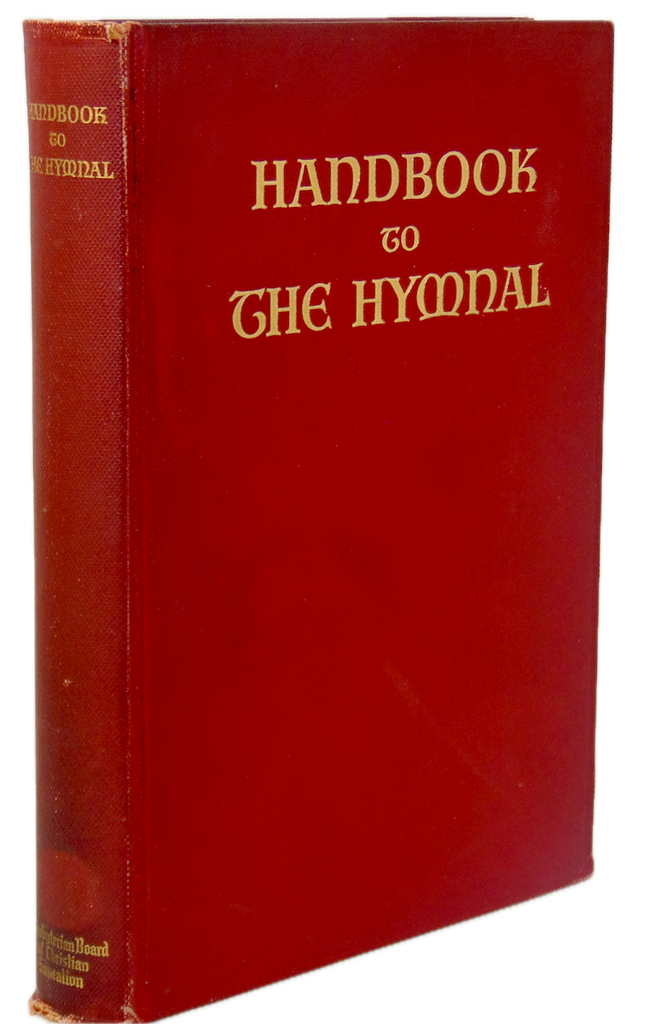 HANDBOOK
TO
THE HYMNAL
HANDBOOK
TO
THE HYMNAL
Presbyterian Board
of Christian
Education